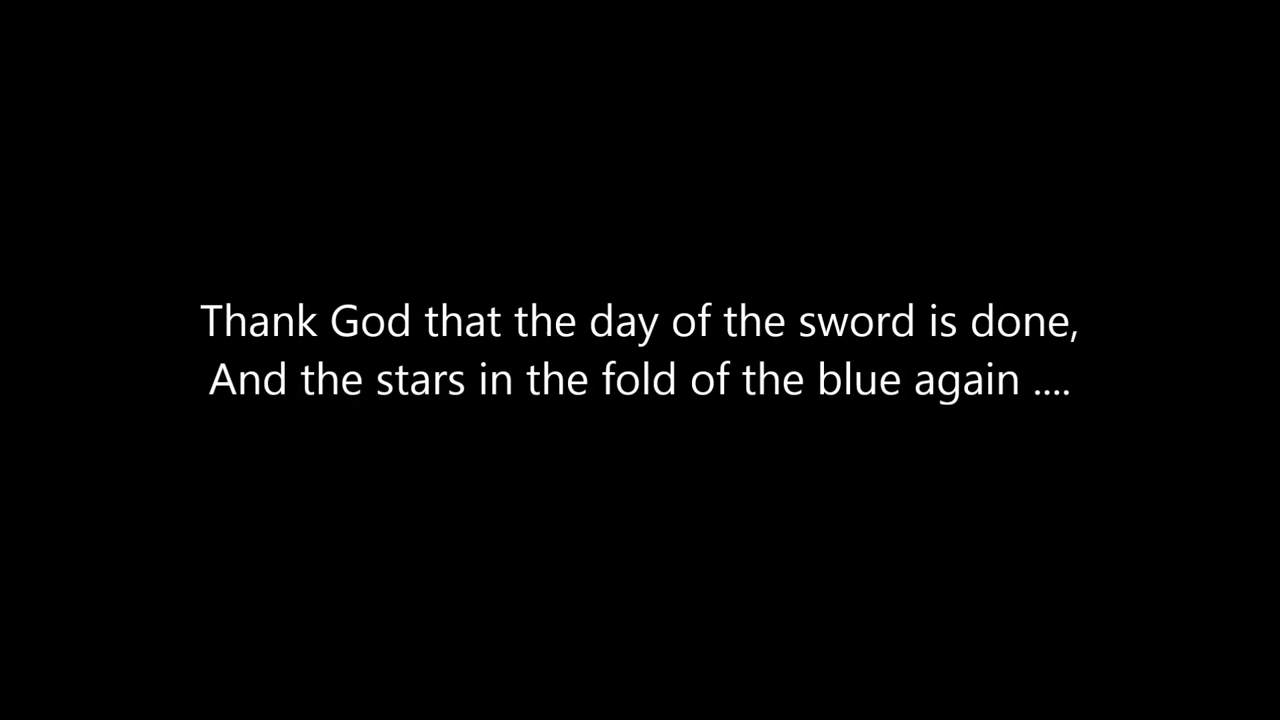 Thank God that the day of the sword is done,
And the stars in the fold of the blue again ....